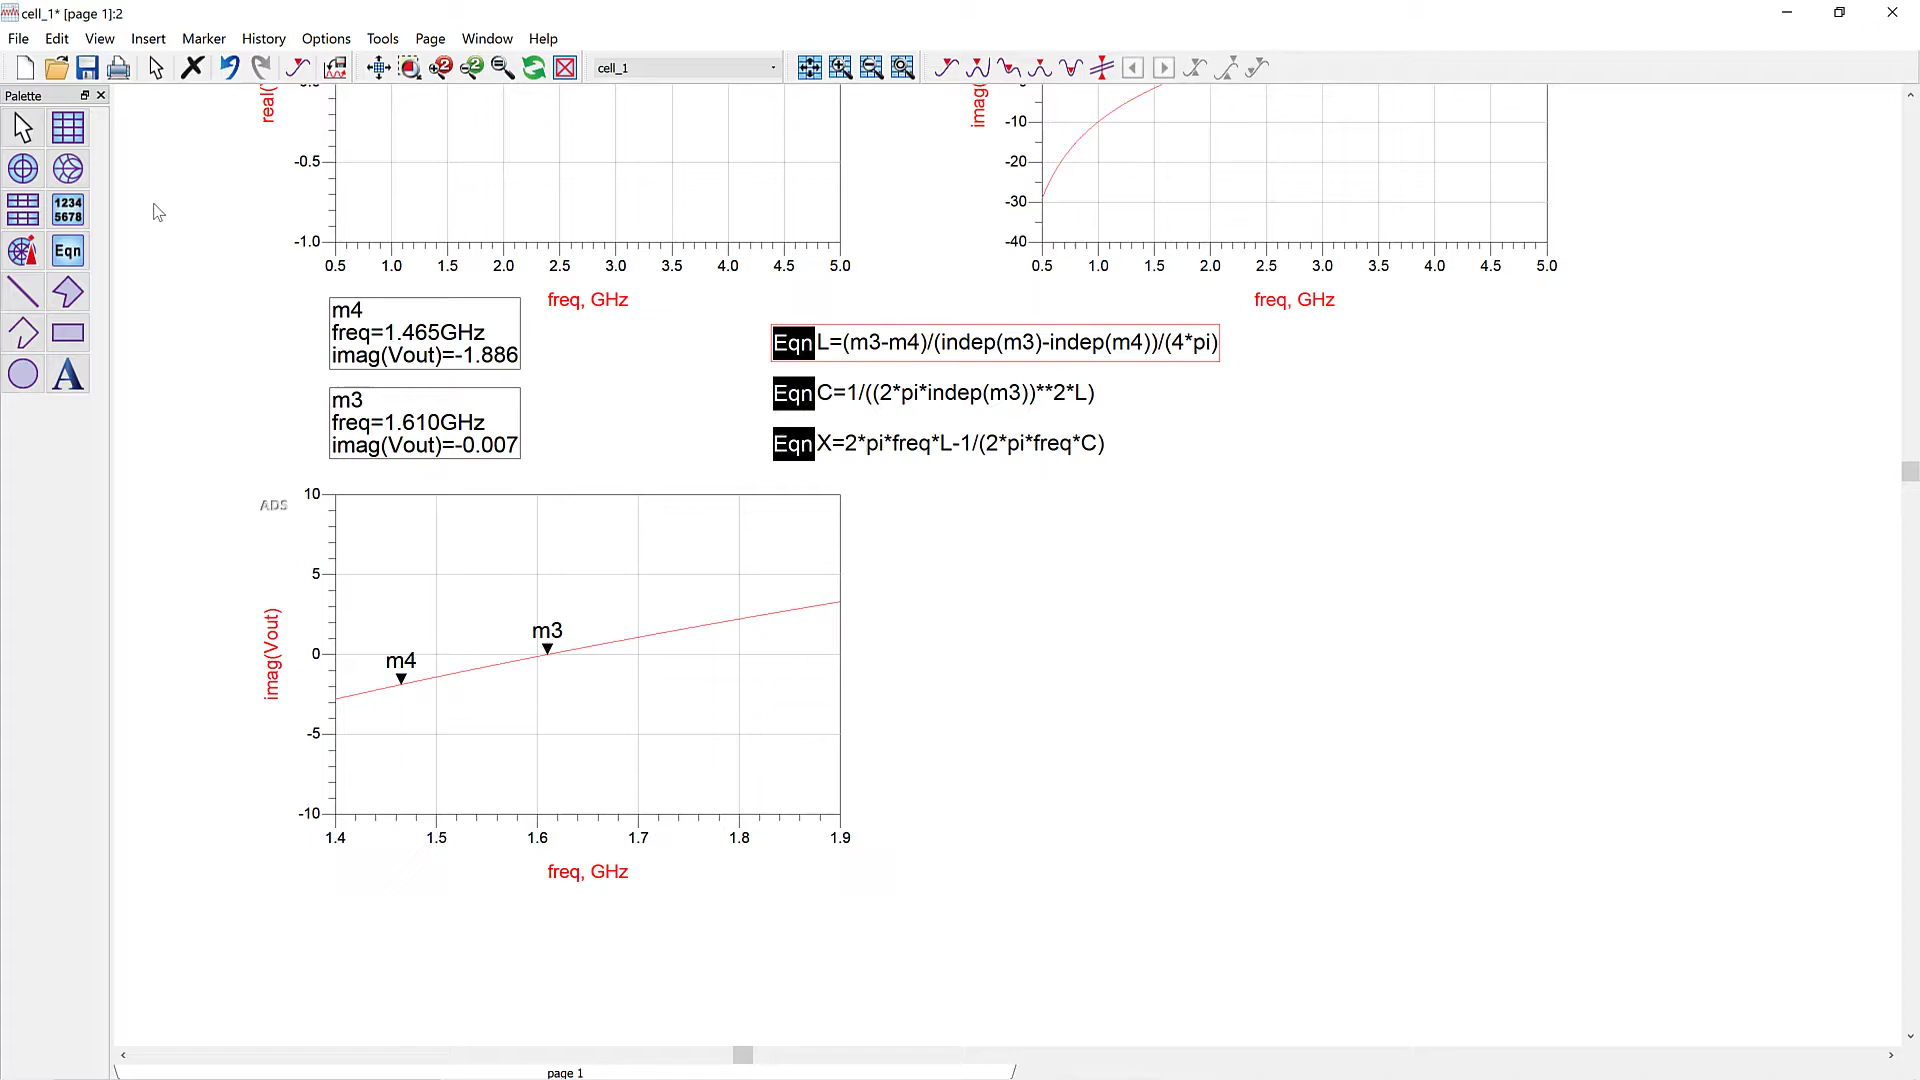 cell_1* [page 1]:2
File Edit View Insert Marker History Options Tools Page Window Help
cell_1
Palette
1234
5678
Eqn
A
0.0
-0.5
-1.0
0.5 1.0 1.5 2.0 2.5 3.0 3.5 4.0 4.5 5.0
freq, GHz
0
-10
-20
-30
-40
imag(
0.5 1.0 1.5 2.0 2.5 3.0 3.5 4.0 4.5 5.0
freq, GHz
real(
m4
freq=1.465GHz
imag(Vout)=-1.886
m3
freq=1.610GHz
imag(Vout)=-0.007
Eqn L=(m3-m4)/(indep(m3)-indep(m4))/(4*pi)
Eqn C=1/((2*pi*indep(m3))**2*L)
Eqn X=2*pi*freq*L-1/(2*pi*freq*C)
ADS
10
5
0
-5
-10
imag(Vout)
m4
m3
1.4 1.5 1.6 1.7 1.8 1.9
freq, GHz
page 1